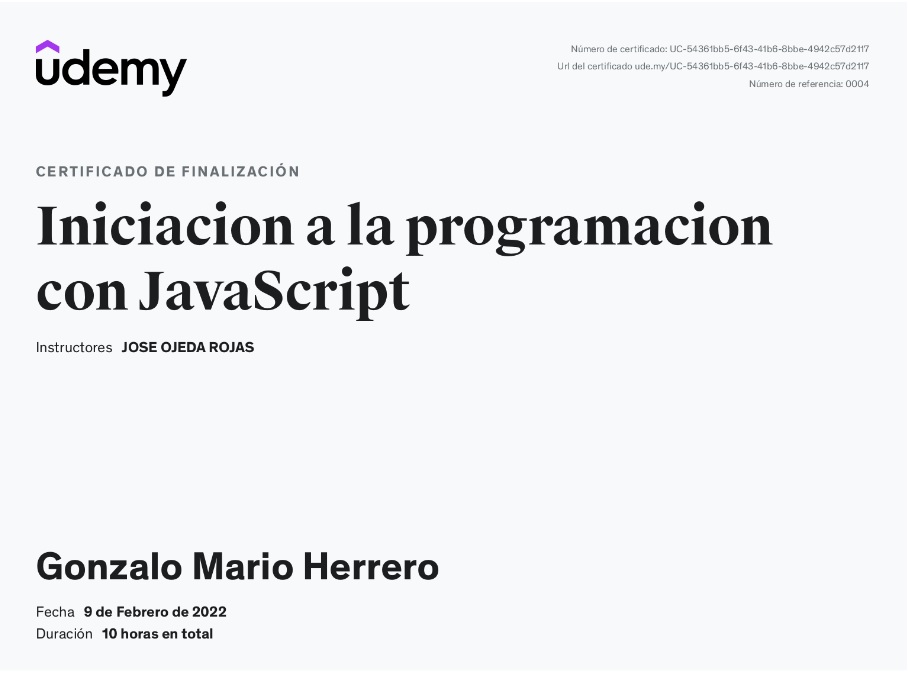 udemy
Número de certificado: UC-54361bb5-6f43-41b6-8bbe-4942c57d2117
Url del certificado ude.my/UC-54361bb5-6f43-41b6-8bbe-4942c57d2117
Número de referencia: 0004
CERTIFICADO DE FINALIZACIÓN
Iniciacion a la programacion
con JavaScript
Instructores JOSE OJEDA ROJAS
Gonzalo Mario Herrero
Fecha 9 de Febrero de 2022
Duración 10 horas en total